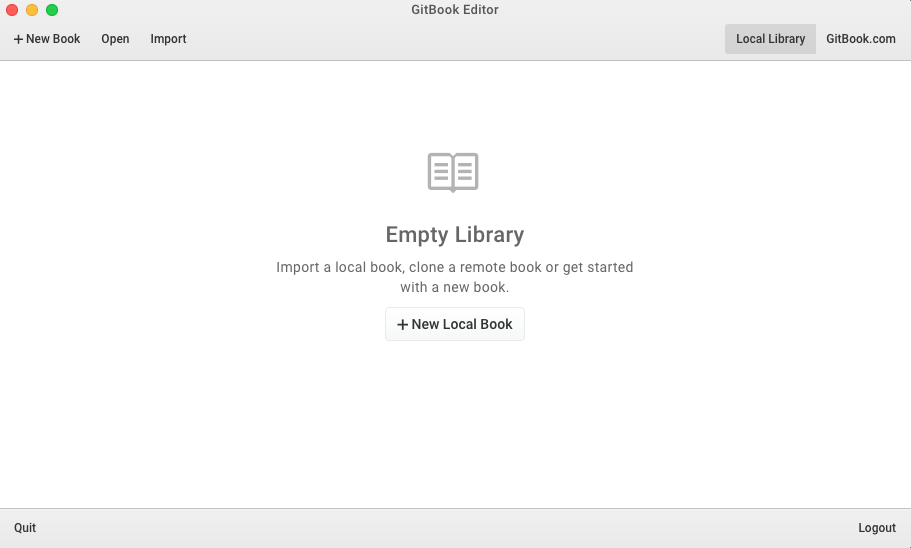 GitBook Editor
+ New Book Open Import Local Library GitBook.com
Empty Library
Import a local book, clone a remote book or get started
with a new book.
+ New Local Book
Quit Logout